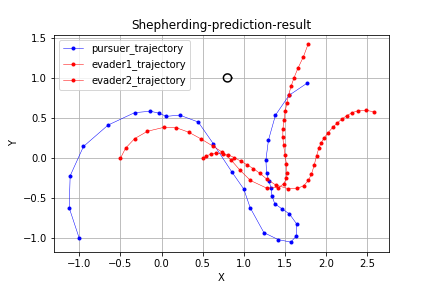 Shepherding-prediction-result
pursuer_trajectory
evader1_trajectory
evader2_trajectory
Y
1.5
1.0
0.5
0.0
−0.5
−1.0
−1.0 −0.5 0.0 0.5 1.0 1.5 2.0 2.5
X